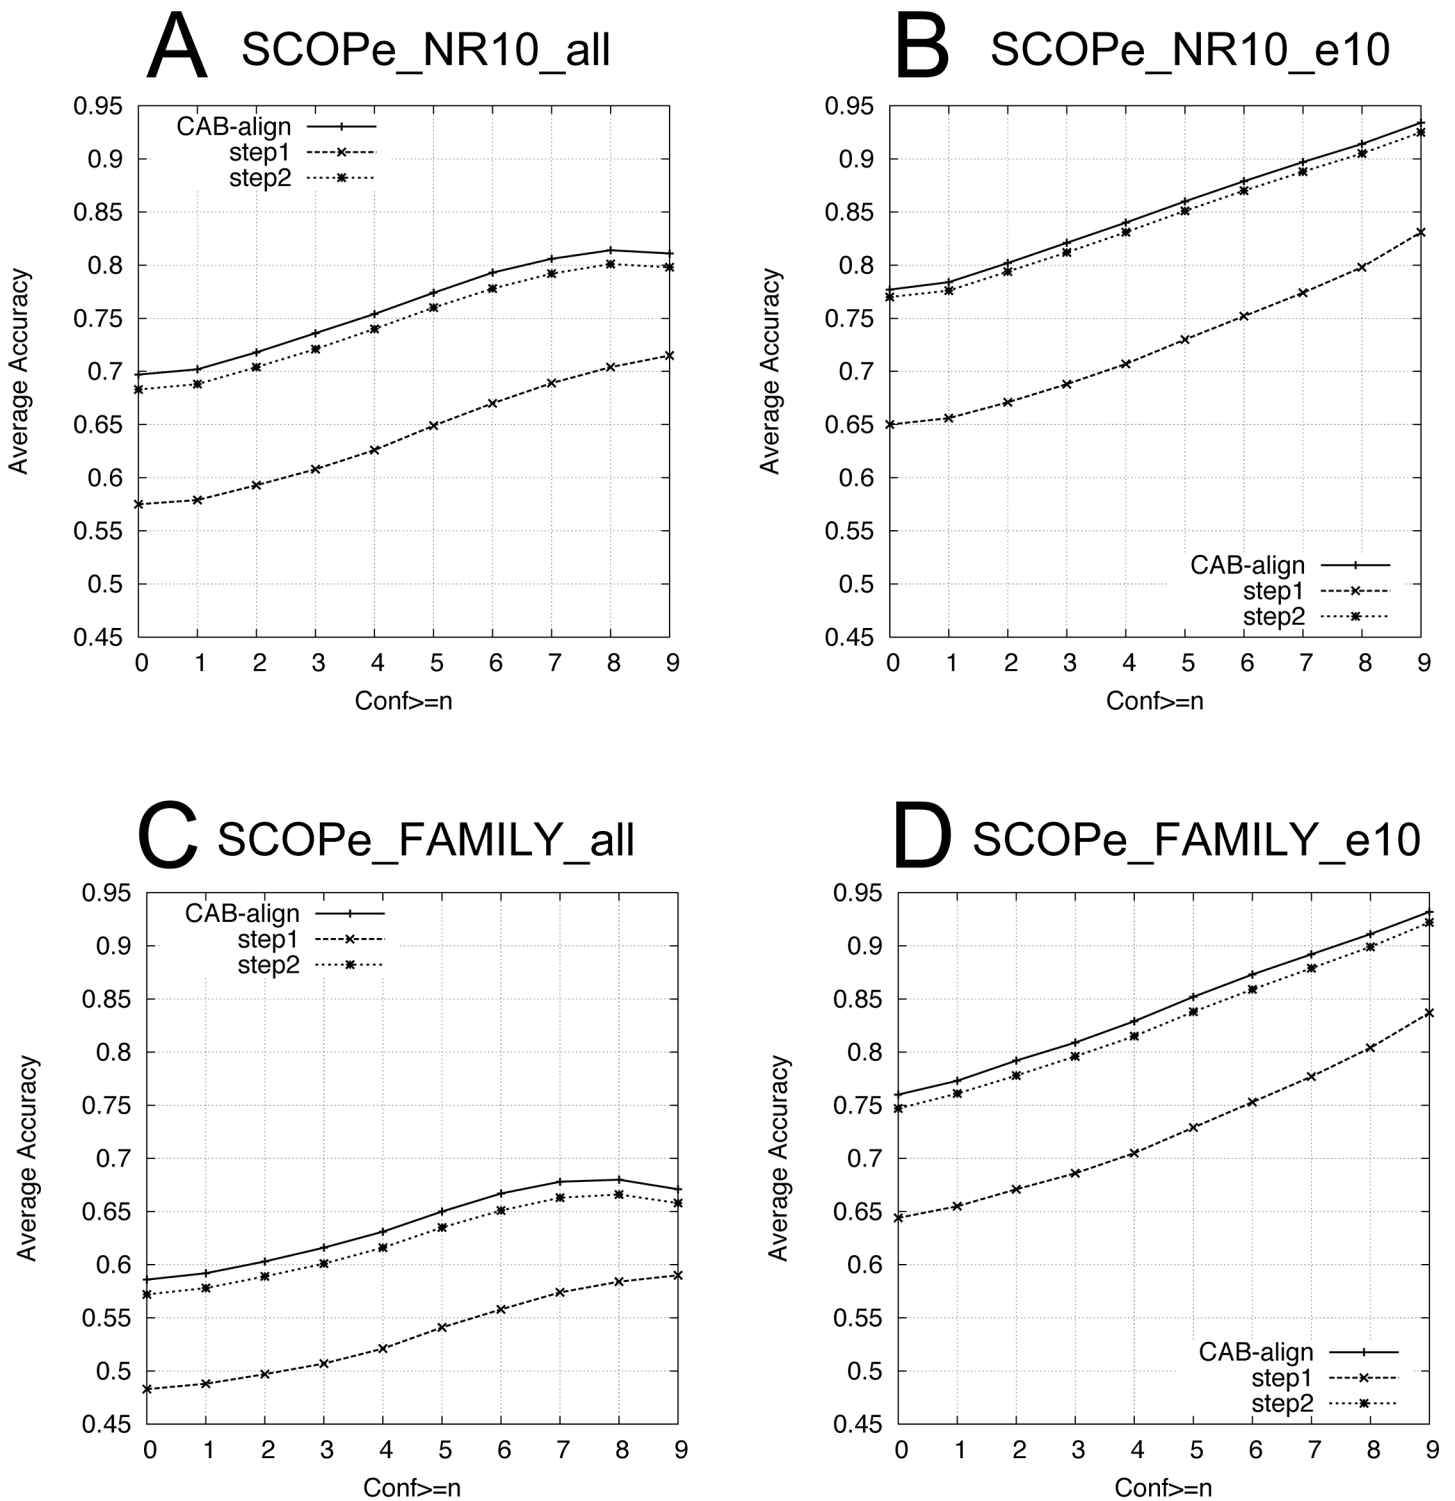 A SCOPe_NR10_all
0.95
0.9
0.85
0.8
0.75
0.7
0.65
0.6
0.55
0.5
0.45
Average Accuracy
CAB-align
step1
step2
0 1 2 3 4 5 6 7 8 9
Conf>=n
B SCOPe_NR10_e10
0.95
0.9
0.85
0.8
0.75
0.7
0.65
0.6
0.55
0.5
0.45
Average Accuracy
CAB-align
step1
step2
0 1 2 3 4 5 6 7 8 9
Conf>=n
C SCOPe_FAMILY_all
0.95
0.9
0.85
0.8
0.75
0.7
0.65
0.6
0.55
0.5
0.45
Average Accuracy
CAB-align
step1
step2
0 1 2 3 4 5 6 7 8 9
Conf>=n
D SCOPe_FAMILY_e10
0.95
0.9
0.85
0.8
0.75
0.7
0.65
0.6
0.55
0.5
0.45
Average Accuracy
CAB-align
step1
step2
0 1 2 3 4 5 6 7 8 9
Conf>=n